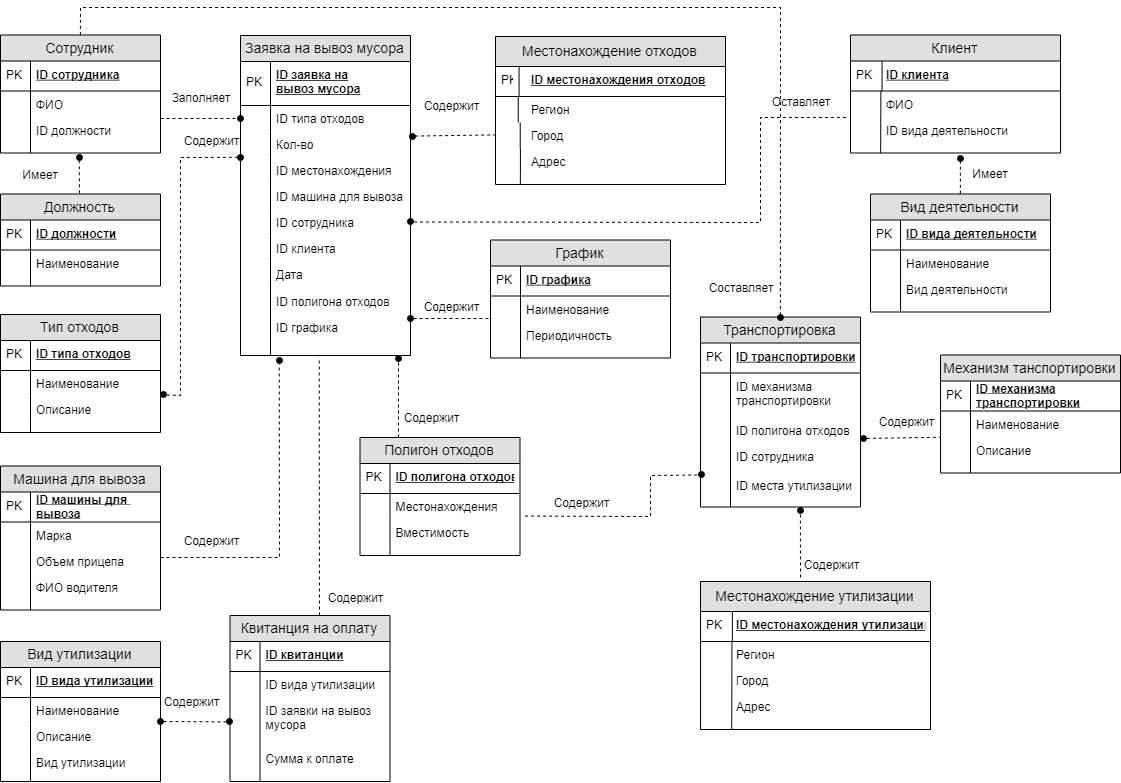 Сотрудник
PK
ID сотрудника
ФИО
ID должности
Имеет
Должность
PK
ID должности
Наименование
Тип отходов
PK
ID типа отходов
Наименование
Описание
Машина для вывоза
PK
ID машины для
вывоза
Марка
Объем прицепа
ФИО водителя
Вид утилизации
PK
ID вида утилизации
Наименование
Описание
Вид утилизации
Заполняет
Содержит
Содержит
Содержит
Заявка на вывоз мусора
PK
ID заявка на
вывоз мусора
ID типа отходов
Кол-во
ID местонахождения
ID машина для вывоза
ID сотрудника
ID клиента
Дата
ID полигона отходов
ID графика
Содержит
Квитанция на оплату
PK
ID квитанции
ID вида утилизации
ID заявки на вывоз
мусора
Сумма к оплате
Содержит
Местонахождение отходов
PK
ID местонахождения отходов
Регион
Город
Адрес
Содержит
График
PK
ID графика
Наименование
Периодичность
Содержит
Полигон отходов
PK
ID полигона отходов
Местонахождения
Вместимость
Содержит
Составляет
Клиент
PK
ID клиента
ФИО
ID вида деятельности
Имеет
Вид деятельности
PK
ID вида деятельности
Наименование
Вид деятельности
Составляет
Транспортировка
PK
ID транспортировки
ID механизма
транспортировки
ID полигона отходов
ID сотрудника
ID места утилизации
Содержит
Механизм танспортировки
PK
ID механизма
транспортировки
Наименование
Описание
Содержит
Местонахождение утилизации
PK
ID местонахождения утилизаци
Регион
Город
Адрес